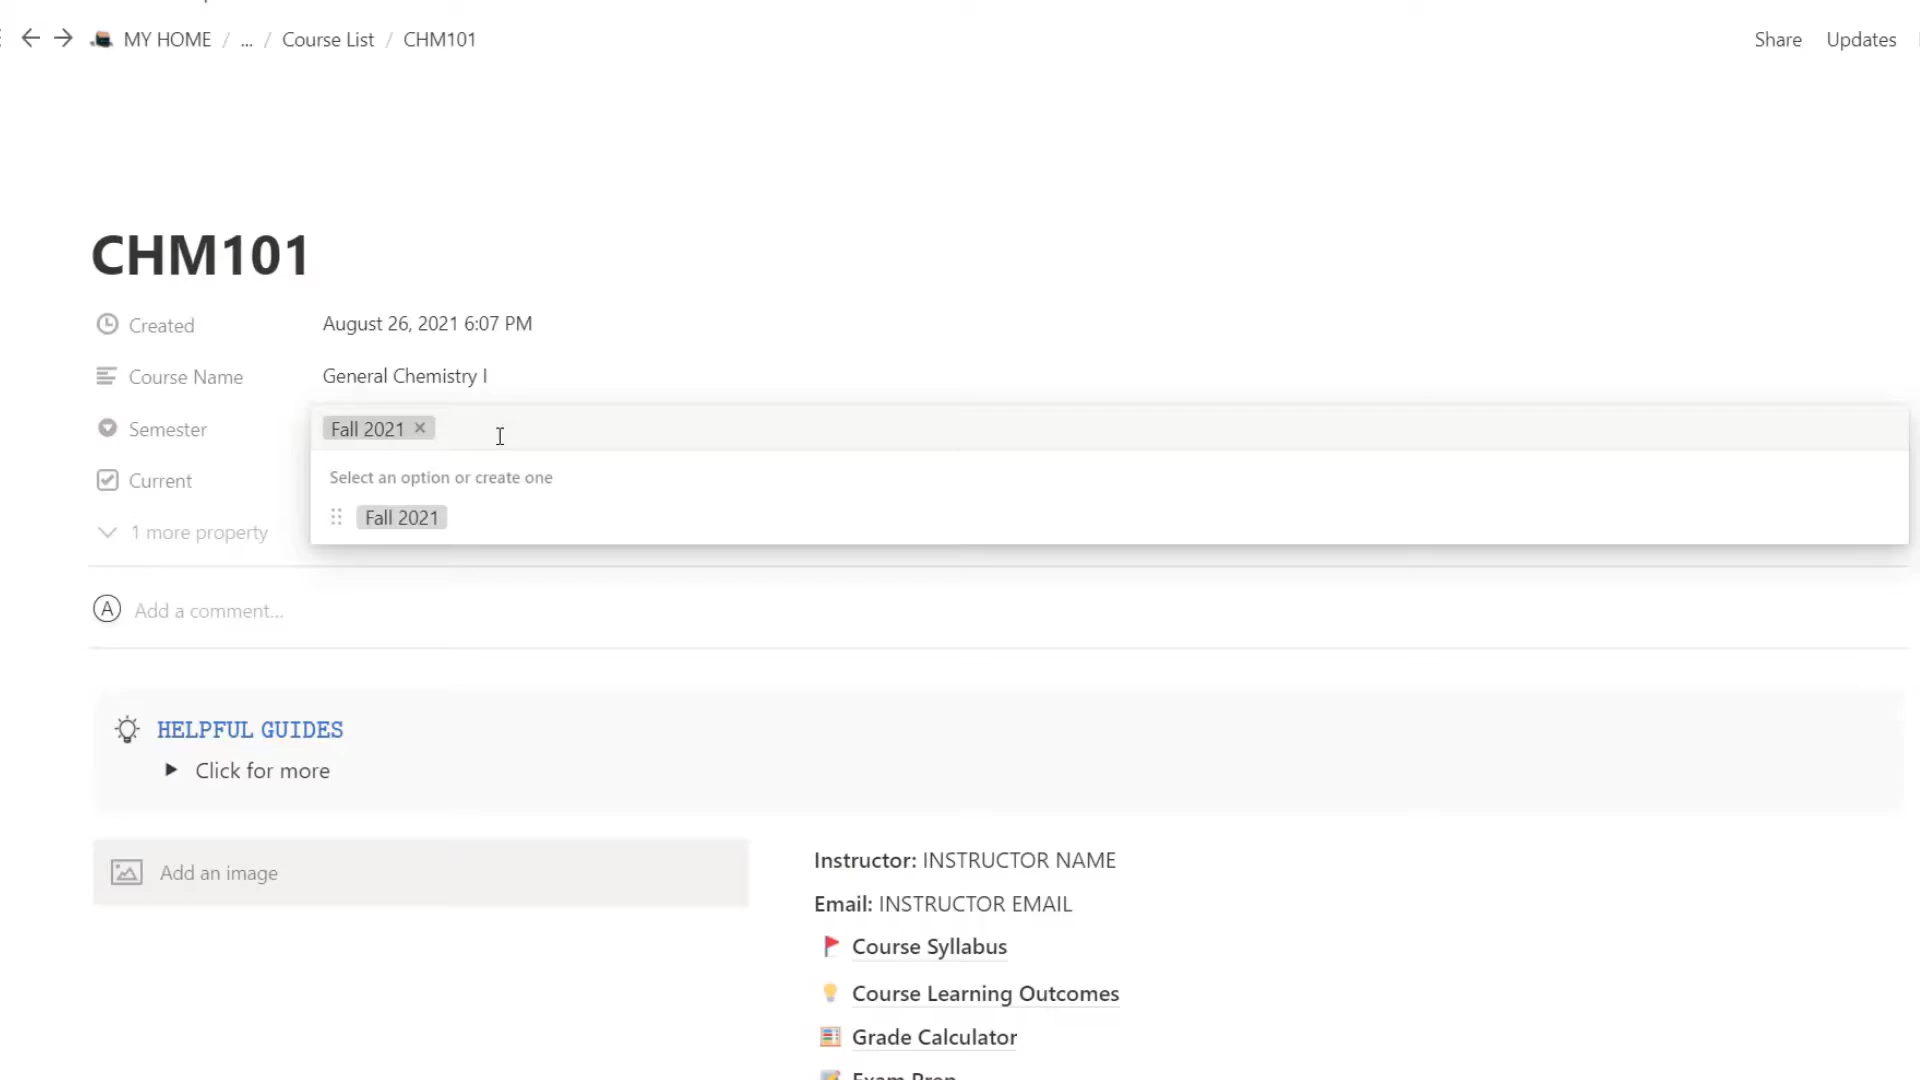 MY HOME / ... / Course List / CHM101
Share Updates
CHM101
Created August 26, 2021 6:07 PM
Course Name General Chemistry I
Semester Fall 2021 ×
Select an option or create one
Current
Fall 2021
1 more property
A Add a comment...
HELPFUL GUIDES
Click for more
Add an image
Instructor: INSTRUCTOR NAME
Email: INSTRUCTOR EMAIL
Course Syllabus
Course Learning Outcomes
Grade Calculator
Exam Prep